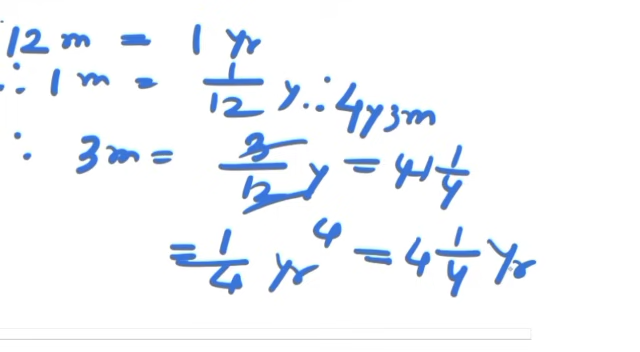 12 m = 1 yr
∴ 1 m = 1/12 y ∴ 4y 3m
∴ 3m = 3/12 y = 4+1/4
= 1/4 yr 4 = 4 1/4 yr